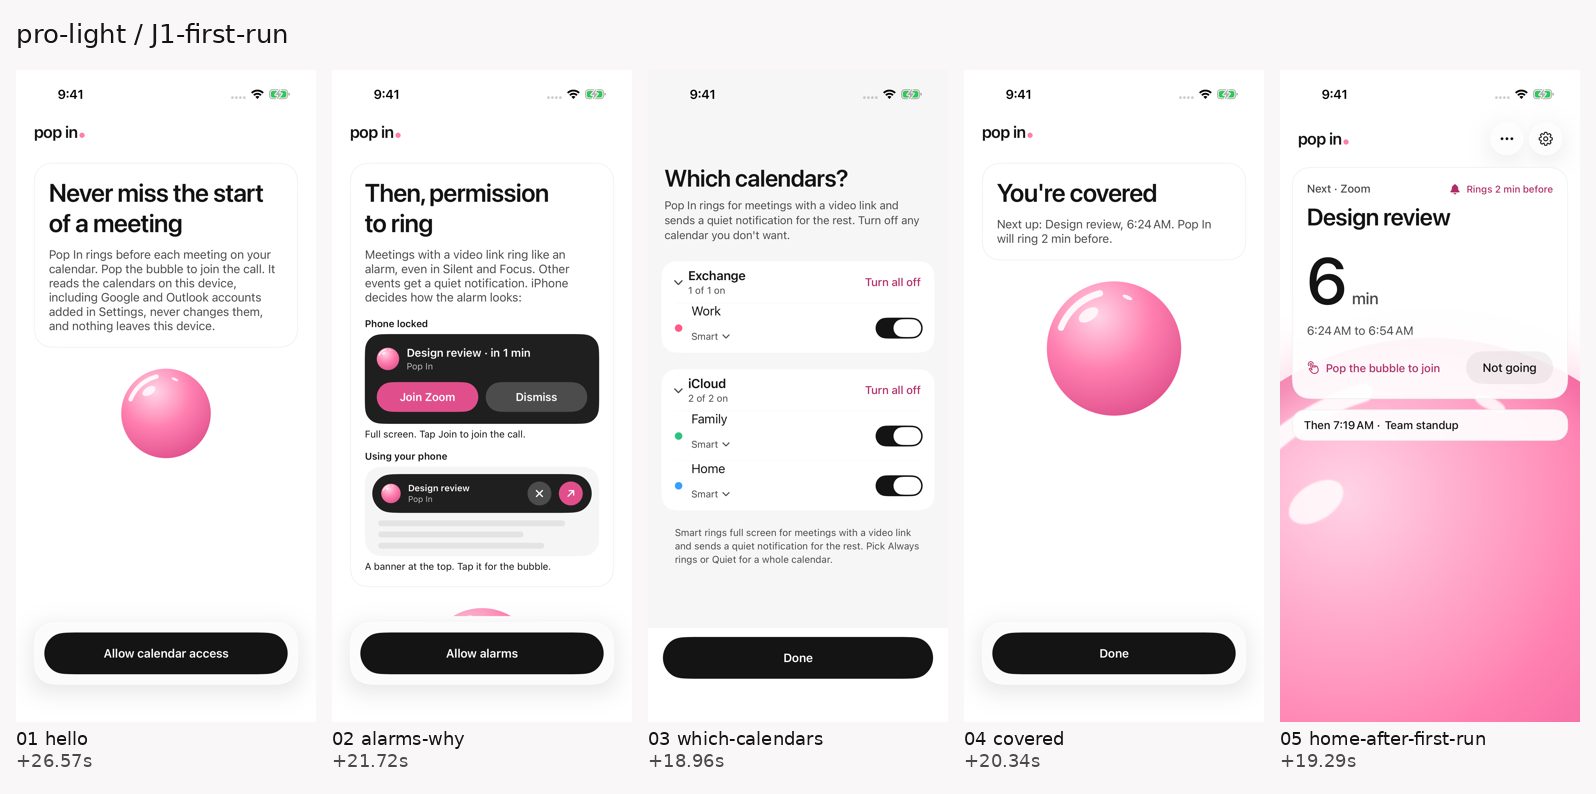 pro-light / J1-first-run
9:41
pop in.
Never miss the start
of a meeting
Pop In rings before each meeting on your
calendar. Pop the bubble to join the call. It
reads the calendars on this device,
including Google and Outlook accounts
added in Settings, never changes them,
and nothing leaves this device.
Allow calendar access
01 hello
+26.57s
9:41
pop in.
Then, permission
to ring
Meetings with a video link ring like an
alarm, even in Silent and Focus. Other
events get a quiet notification. iPhone
decides how the alarm looks:
Phone locked
Design review · in 1 min
Pop In
Join Zoom
Dismiss
Full screen. Tap Join to join the call.
Using your phone
Design review
Pop In
A banner at the top. Tap it for the bubble.
Allow alarms
02 alarms-why
+21.72s
9:41
Which calendars?
Pop In rings for meetings with a video link and
sends a quiet notification for the rest. Turn off any
calendar you don't want.
Exchange
1 of 1 on
Turn all off
Work
Smart
iCloud
2 of 2 on
Turn all off
Family
Smart
Home
Smart
Smart rings full screen for meetings with a video link
and sends a quiet notification for the rest. Pick Always
rings or Quiet for a whole calendar.
Done
03 which-calendars
+18.96s
9:41
pop in.
You're covered
Next up: Design review, 6:24 AM. Pop In
will ring 2 min before.
Done
04 covered
+20.34s
9:41
pop in.
Next · Zoom
Rings 2 min before
Design review
6 min
6:24 AM to 6:54 AM
Pop the bubble to join
Not going
Then 7:19 AM · Team standup
05 home-after-first-run
+19.29s